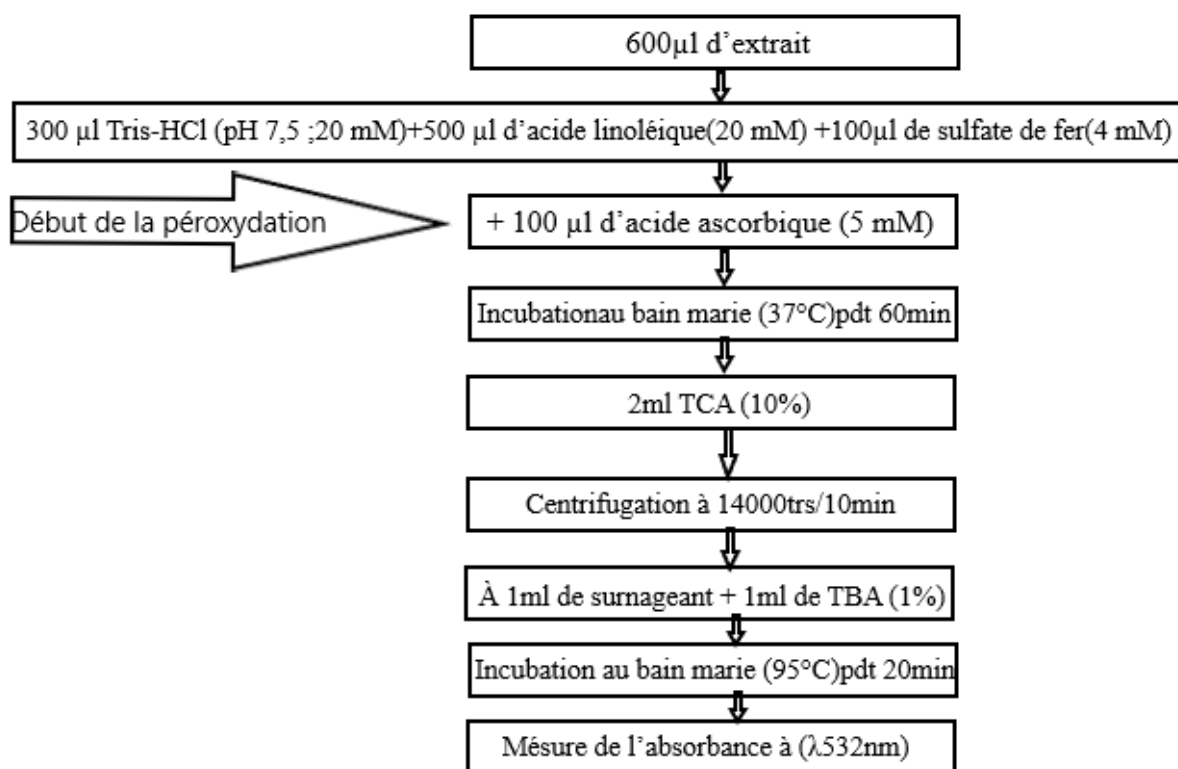 600µl d’extrait
300 µl Tris-HCl (pH 7,5 ;20 mM)+500 µl d’acide linoléique(20 mM) +100µl de sulfate de fer(4 mM)
Début de la péroxydation
+ 100 µl d’acide ascorbique (5 mM)
Incubationau bain marie (37°C)pdt 60min
2ml TCA (10%)
Centrifugation à 14000trs/10min
À 1ml de surnageant + 1ml de TBA (1%)
Incubation au bain marie (95°C)pdt 20min
Mésure de l’absorbance à (λ532nm)